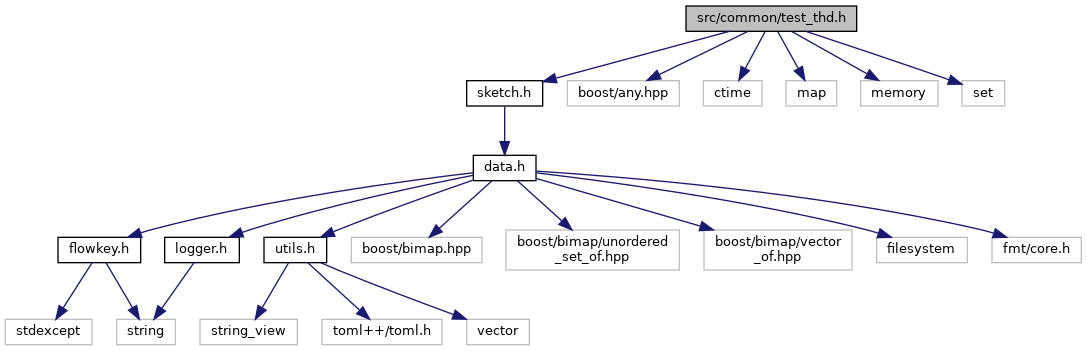 src/common/test_thd.h
sketch.h
boost/any.hpp
ctime
map
memory
set
data.h
flowkey.h
logger.h
utils.h
boost/bimap.hpp
boost/bimap/unordered
_set_of.hpp
boost/bimap/vector
_of.hpp
filesystem
fmt/core.h
stdexcept
string
string_view
toml++/toml.h
vector